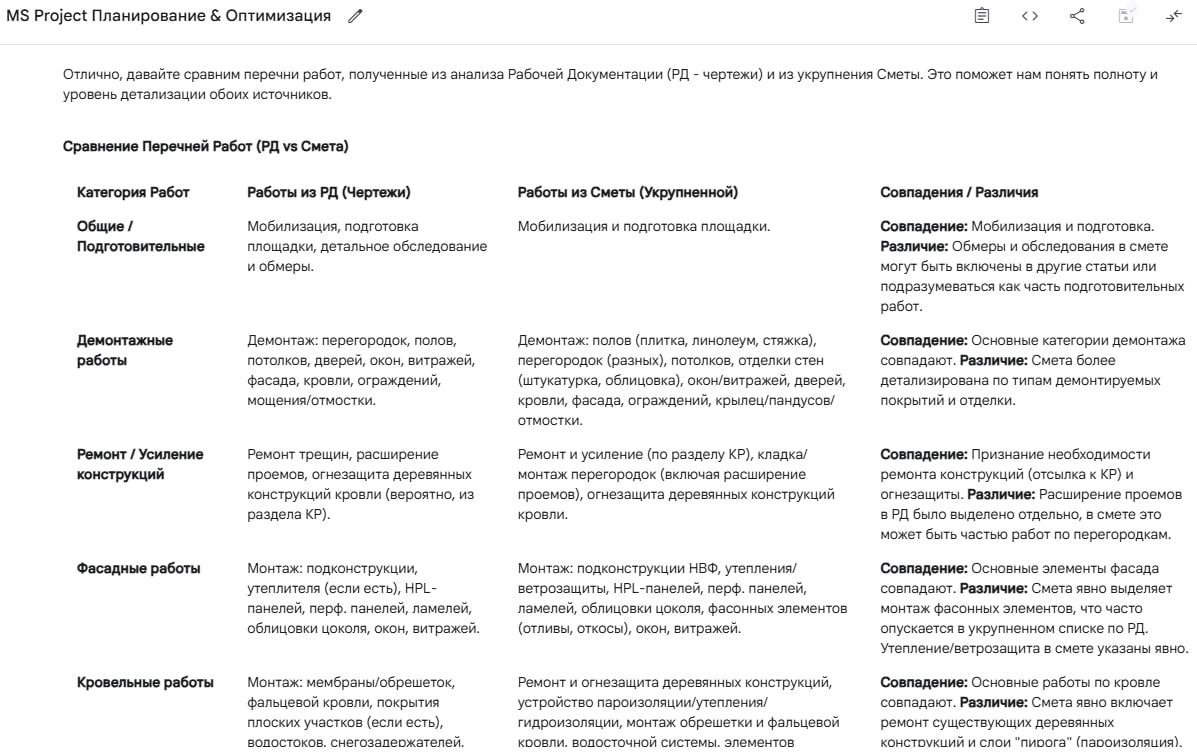 MS Project Планирование & Оптимизация
Отлично, давайте сравним перечни работ, полученные из анализа Рабочей Документации (РД - чертежи) и из укрупнения Сметы. Это поможет нам понять полноту и
уровень детализации обоих источников.
Сравнение Перечней Работ (РД vs Смета)
Категория Работ
Работы из РД (Чертежи)
Работы из Сметы (Укрупненной)
Совпадения / Различия
Общие /
Подготовительные
Мобилизация, подготовка
площадки, детальное обследование
и обмеры.
Мобилизация и подготовка площадки.
Совпадение: Мобилизация и подготовка.
Различие: Обмеры и обследования в смете
могут быть включены в другие статьи или
подразумеваться как часть подготовительных
работ.
Демонтажные
работы
Демонтаж: перегородок, полов,
потолков, дверей, окон, витражей,
фасада, кровли, ограждений,
мощения/отмостки.
Демонтаж: полов (плитка, линолеум, стяжка),
перегородок (разных), потолков, отделки стен
(штукатурка, облицовка), окон/витражей, дверей,
кровли, фасада, ограждений, крылец/пандусов/
отмостки.
Совпадение: Основные категории демонтажа
совпадают. Различие: Смета более
детализирована по типам демонтируемых
покрытий и отделки.
Ремонт / Усиление
конструкций
Ремонт трещин, расширение
проемов, огнезащита деревянных
конструкций кровли (вероятно, из
раздела КР).
Ремонт и усиление (по разделу КР), кладка/
монтаж перегородок (включая расширение
проемов), огнезащита деревянных конструкций
кровли.
Совпадение: Признание необходимости
ремонта конструкций (отсылка к КР) и
огнезащиты. Различие: Расширение проемов
в РД было выделено отдельно, в смете это
может быть частью работ по перегородкам.
Фасадные работы
Монтаж: подконструкции,
утеплителя (если есть), HPL-
панелей, перф. панелей, ламелей,
облицовки цоколя, окон, витражей.
Монтаж: подконструкции НВФ, утепления/
ветрозащиты, HPL-панелей, перф. панелей,
ламелей, облицовки цоколя, фасонных элементов
(отливы, откосы), окон, витражей.
Совпадение: Основные элементы фасада
совпадают. Различие: Смета явно выделяет
монтаж фасонных элементов, что часто
опускается в укрупненном списке по РД.
Утепление/ветрозащита в смете указаны явно.
Кровельные работы
Монтаж: мембраны/обрешеток,
фальцевой кровли, покрытия
плоских участков (если есть),
водостоков, снегозадержателей,
Ремонт и огнезащита деревянных конструкций,
устройство пароизоляции/утепления/
гидроизоляции, монтаж обрешетки и фальцевой
кровли, водосточной системы, элементов
Совпадение: Основные работы по кровле
совпадают. Различие: Смета явно включает
ремонт существующих деревянных
конструкций и слои "пирога" (пароизоляция).